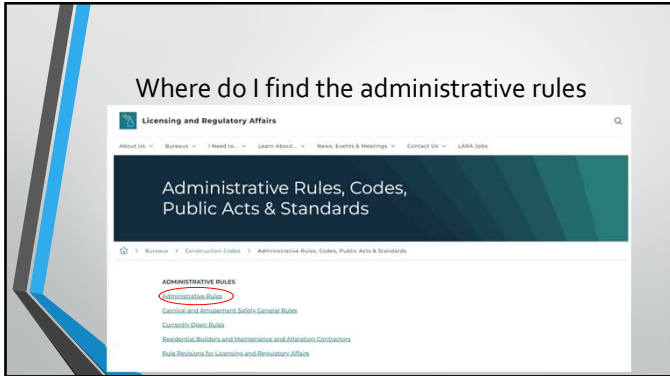 Where do I find the administrative rules
Licensing and Regulatory Affairs
About Us Bureaus I Need to... Learn About... News, Events & Meetings Contact Us LARA Jobs
Administrative Rules, Codes,
Public Acts & Standards
> Bureaus > Construction Codes > Administrative Rules, Codes, Public Acts & Standards
ADMINISTRATIVE RULES
Administrative Rules
Carnival and Amusement Safety General Rules
Currently Open Rules
Residential Builders and Maintenance and Alteration Contractors
Rule Revisions for Licensing and Regulatory Affairs